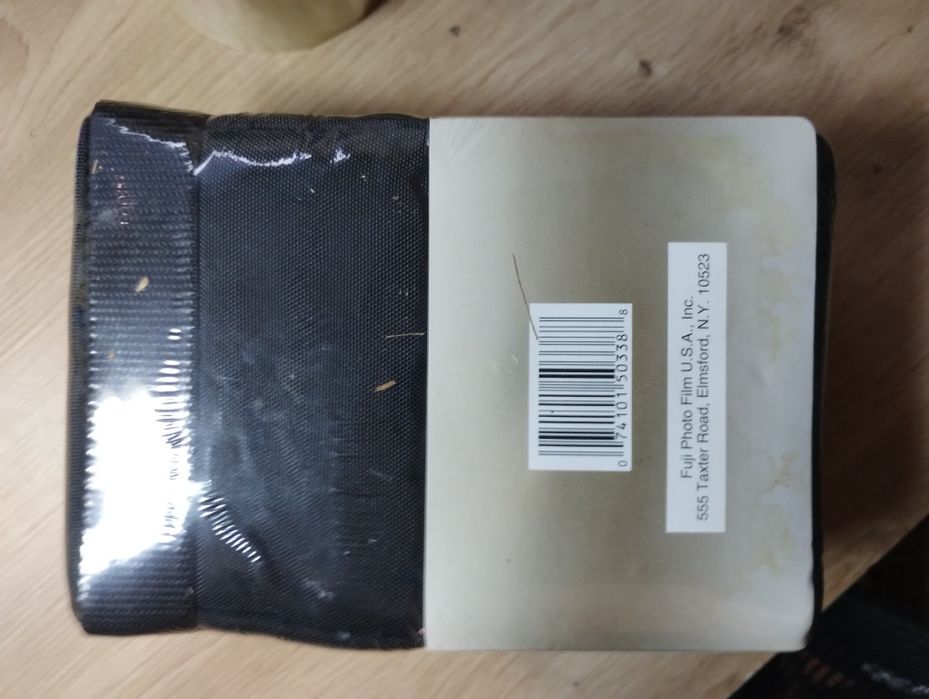 0 74101 50338 8
Fuji Photo Film U.S.A., Inc.
555 Taxter Road, Elmsford, N.Y. 10523